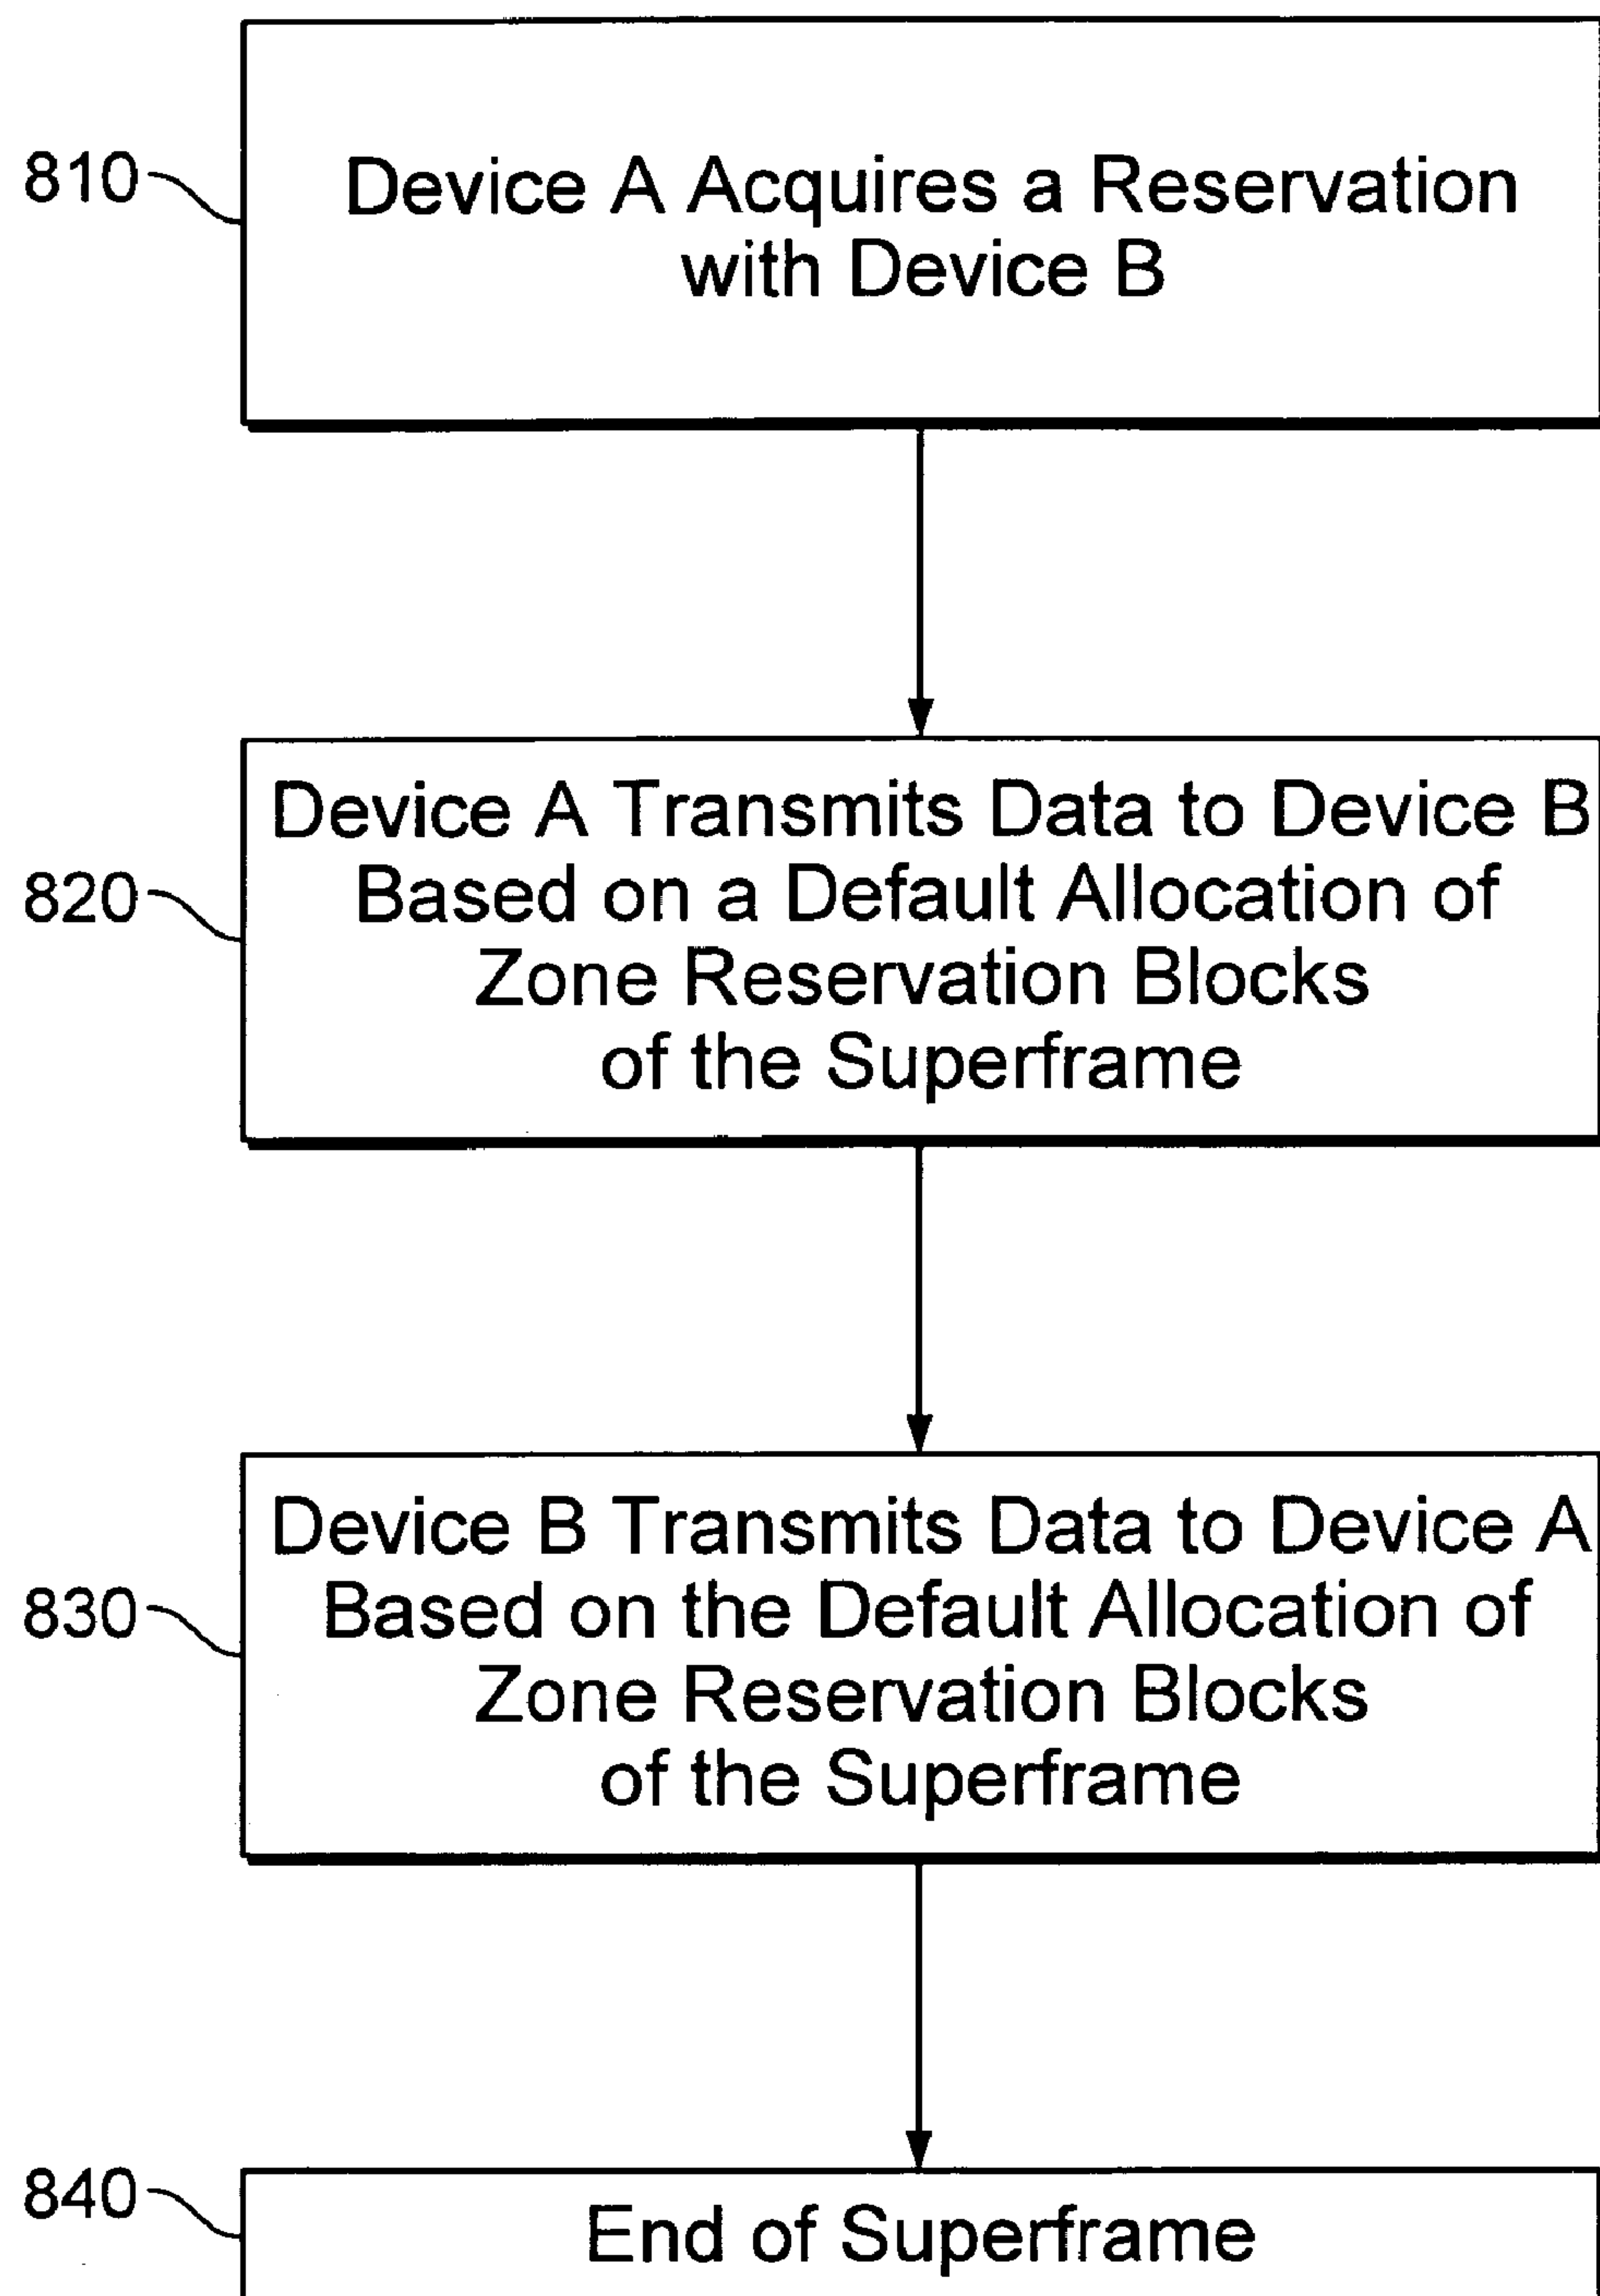 810
Device A Acquires a Reservation
with Device B
820
Device A Transmits Data to Device B
Based on a Default Allocation of
Zone Reservation Blocks
of the Superframe
830
Device B Transmits Data to Device A
Based on the Default Allocation of
Zone Reservation Blocks
of the Superframe
840
End of Superframe